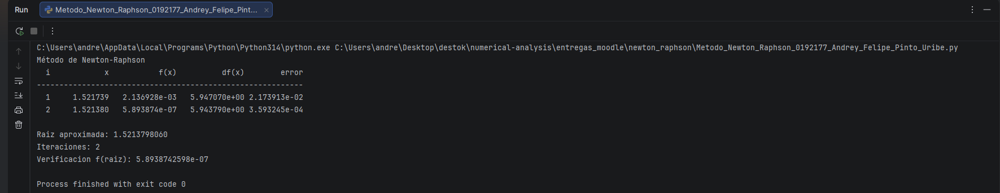 Run
Metodo_Newton_Raphson_0192177_Andrey_Felipe_Pint...
C:\Users\andre\AppData\Local\Programs\Python\Python314\python.exe C:\Users\andre\Desktop\destok\numerical-analysis\entregas_moodle\newton_raphson\Metodo_Newton_Raphson_0192177_Andrey_Felipe_Pinto_Uribe.py
Método de Newton-Raphson
  i            x           f(x)          df(x)        error
-----------------------------------------------------------
  1     1.521739   2.136928e-03   5.947070e+00 2.173913e-02
  2     1.521380   5.893874e-07   5.943790e+00 3.593245e-04
Raiz aproximada: 1.5213798060
Iteraciones: 2
Verificacion f(raiz): 5.8938742598e-07
Process finished with exit code 0